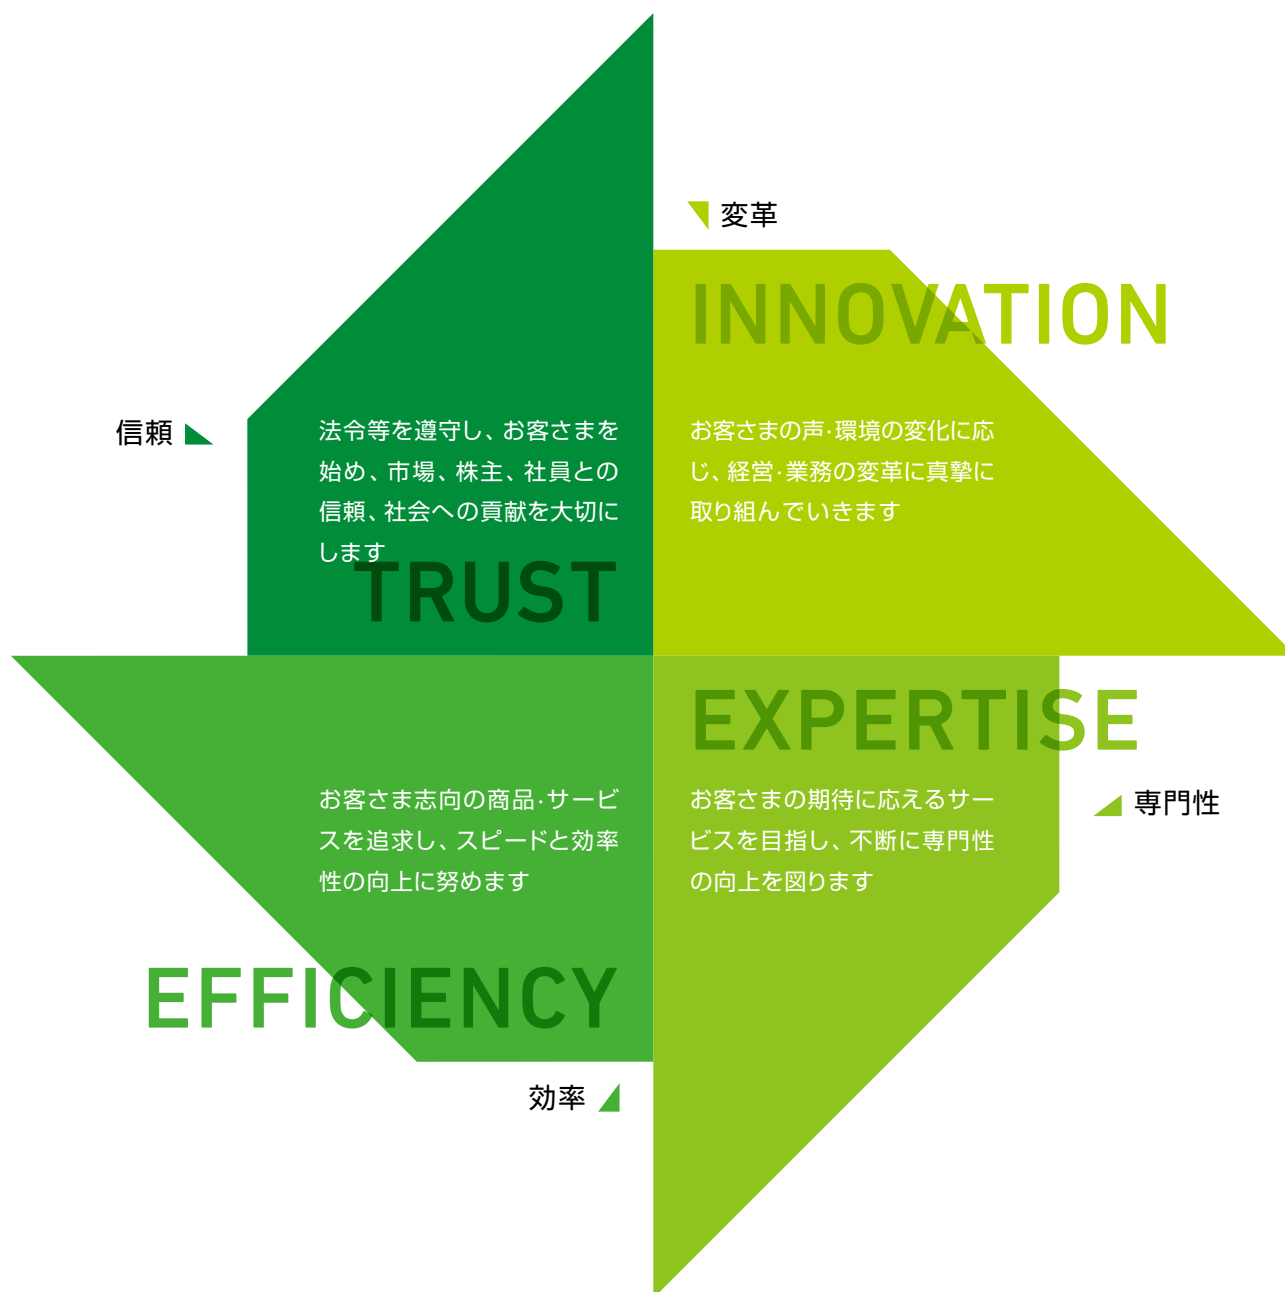 変革
INNOVATION
お客さまの声・環境の変化に応
じ、経営・業務の変革に真摯に
取り組んでいきます
信頼
法令等を遵守し、お客さまを
始め、市場、株主、社員との
信頼、社会への貢献を大切に
します
TRUST
EXPERTISE
お客さまの期待に応えるサー
ビスを目指し、不断に専門性
の向上を図ります
専門性
お客さま志向の商品・サービ
スを追求し、スピードと効率
性の向上に努めます
EFFICIENCY
効率